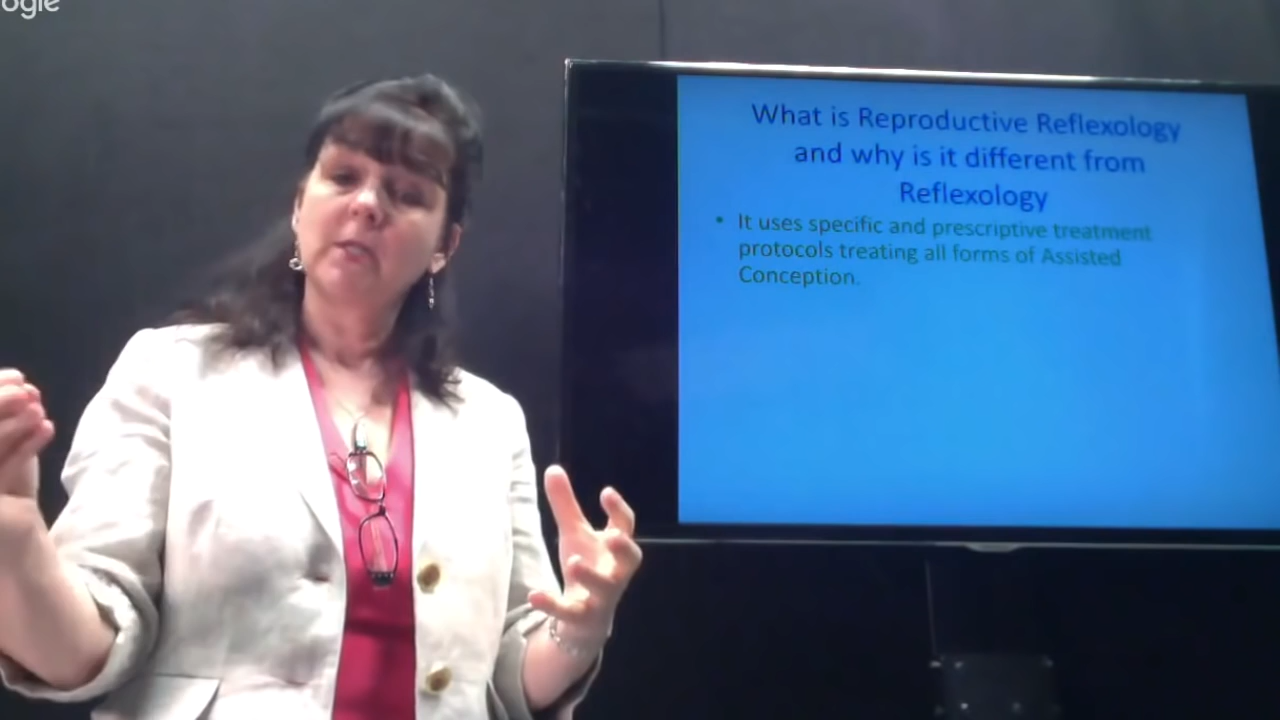 ogle
What is Reproductive Reflexology
and why is it different from
Reflexology
• It uses specific and prescriptive treatment
protocols treating all forms of Assisted
Conception.